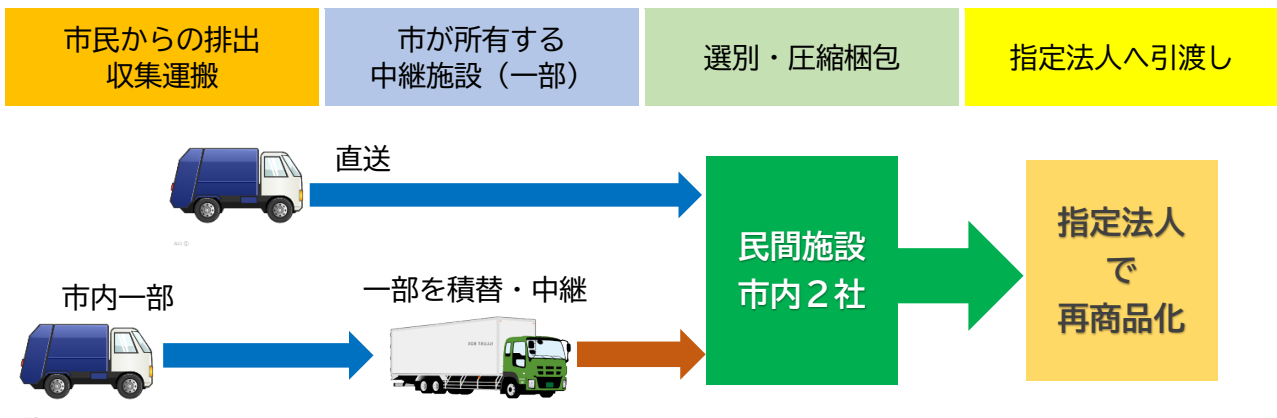 市民からの排出
収集運搬
市が所有する
中継施設（一部）
選別・圧縮梱包
指定法人へ引渡し
直送
民間施設
市内２社
指定法人
で
再商品化
市内一部
一部を積替・中継